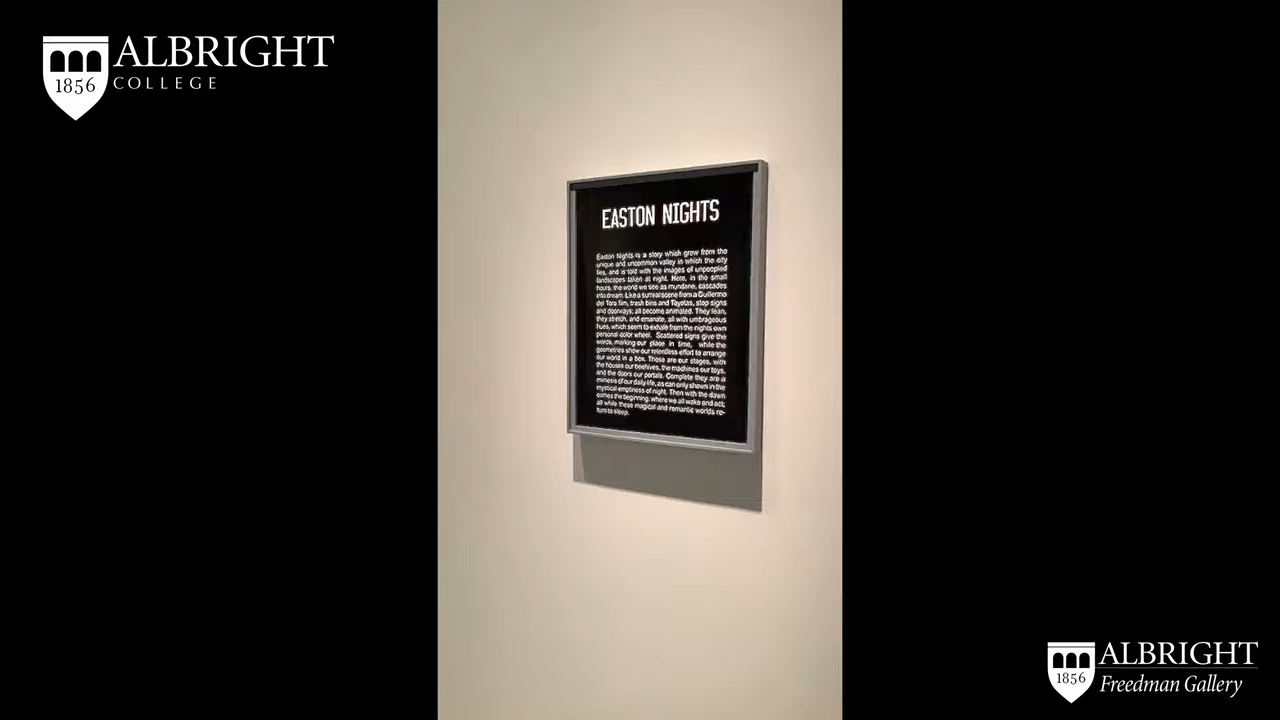 ALBRIGHT
COLLEGE
1856
EASTON NIGHTS
Easton Nights is a story which grew from the
unique and uncommon valley in which the city
lies, and is told with the images of unpeopled
landscapes taken at night. Here, in the small
hours, the world we see as mundane, cascades
into dream. Like a surreal scene from a Guillermo
del Toro film, trash bins and Toyotas, stop signs
and doorways; all become animated. They lean,
they stretch, and emanate, all with umbrageous
hues, which seem to exhale from the nights own
personal color wheel. Scattered signs give the
words, marking our place in time, while the
geometries show our relentless effort to arrange
our world in a box. These are our stages, with
the houses our beehives, the machines our toys,
and the doors our portals. Complete they are a
mimesis of our daily life, as can only shown in the
mystical emptiness of night. Then with the dawn
comes the beginning, where we all wake and act;
all while these magical and romantic worlds re-
turn to sleep.
ALBRIGHT
1856
Freedman Gallery